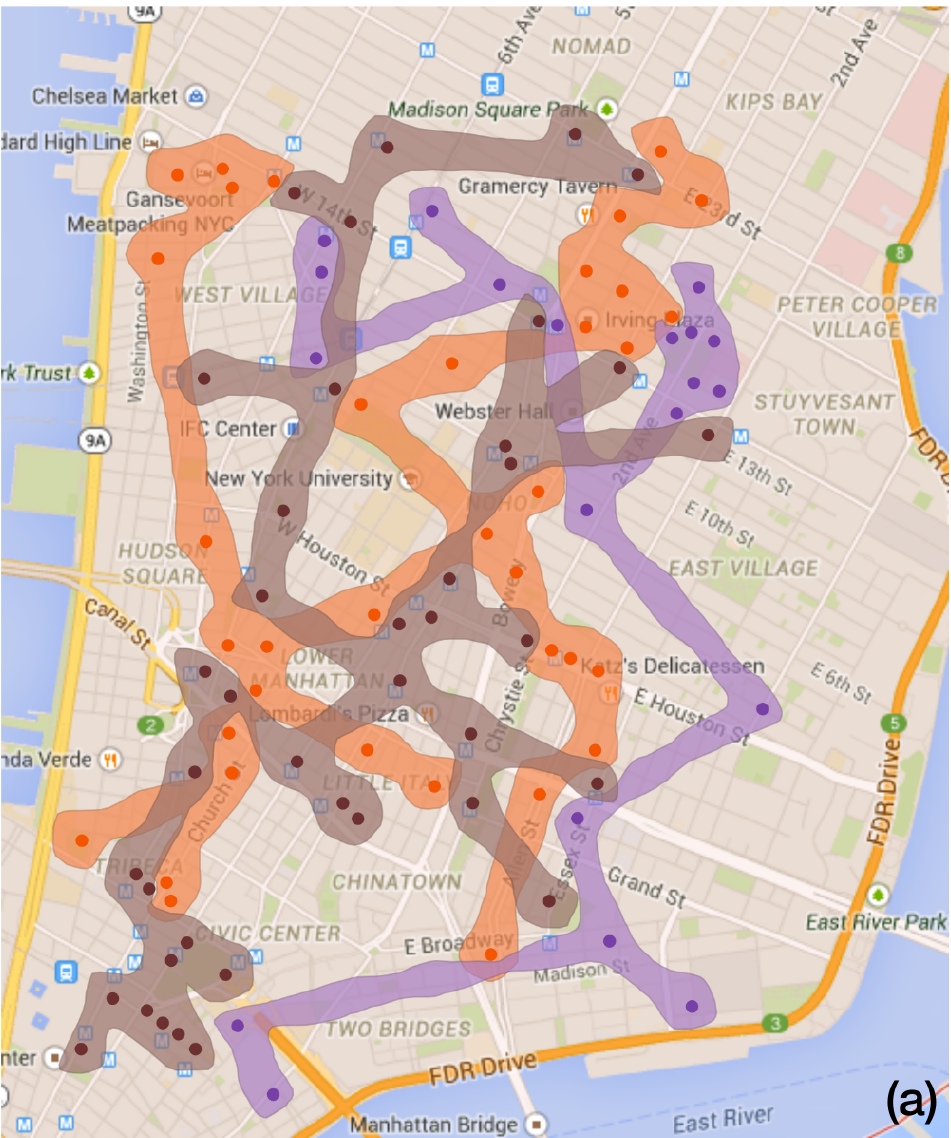 9A
6th Ave
NOMAD
2nd Ave
Chelsea Market
KIPS BAY
Madison Square Park
dard High Line
Gansevoort
Meatpacking NYC
Gramercy Tavern
W 14th St
E 23rd St
8
WEST VILLAGE
Washington St
PETER COOPER
VILLAGE
Irving Plaza
rk Trust
STUYVESANT
TOWN
Webster Hall
9A
IFC Center
2nd Ave
FDR D
New York University
E 13th St
NOHO
E 10th St
W Houston St
HUDSON
SQUARE
EAST VILLAGE
Bowery
Canal St
LOWER
MANHATTAN
Katz's Delicatessen
E 6th St
Lombardi's Pizza
Chrystie St
E Houston St
2
5
nda Verde
LITTLE ITALY
FDR Drive
Church St
TRIBECA
Allen St
Essex St
CHINATOWN
Grand St
East River Park
CIVIC CENTER
E Broadway
Madison St
TWO BRIDGES
3
nter
FDR Drive
(a)
Manhattan Bridge
East River